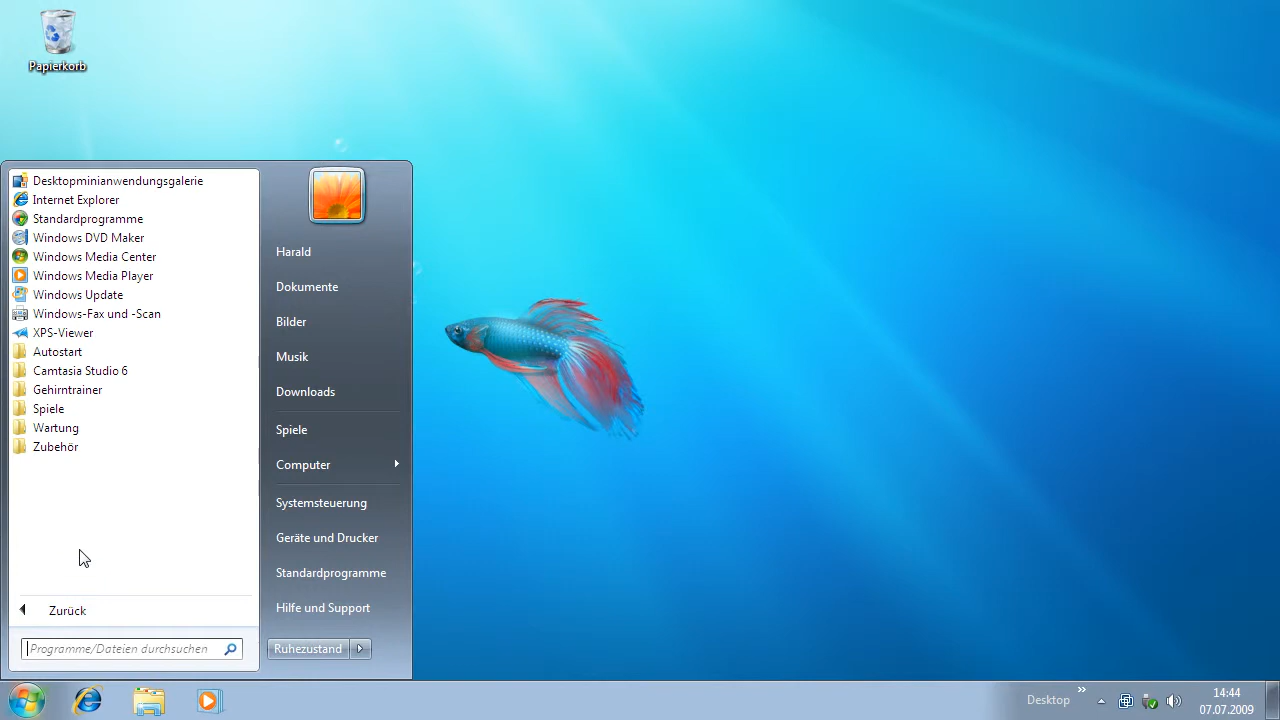 Papierkorb
Desktopminianwendungsgalerie
Internet Explorer
Standardprogramme
Windows DVD Maker
Windows Media Center
Windows Media Player
Windows Update
Windows-Fax und -Scan
XPS-Viewer
Autostart
Camtasia Studio 6
Gehirntrainer
Spiele
Wartung
Zubehör
Zurück
Programme/Dateien durchsuchen
Harald
Dokumente
Bilder
Musik
Downloads
Spiele
Computer
Systemsteuerung
Geräte und Drucker
Standardprogramme
Hilfe und Support
Ruhezustand
Desktop
14:44
07.07.2009